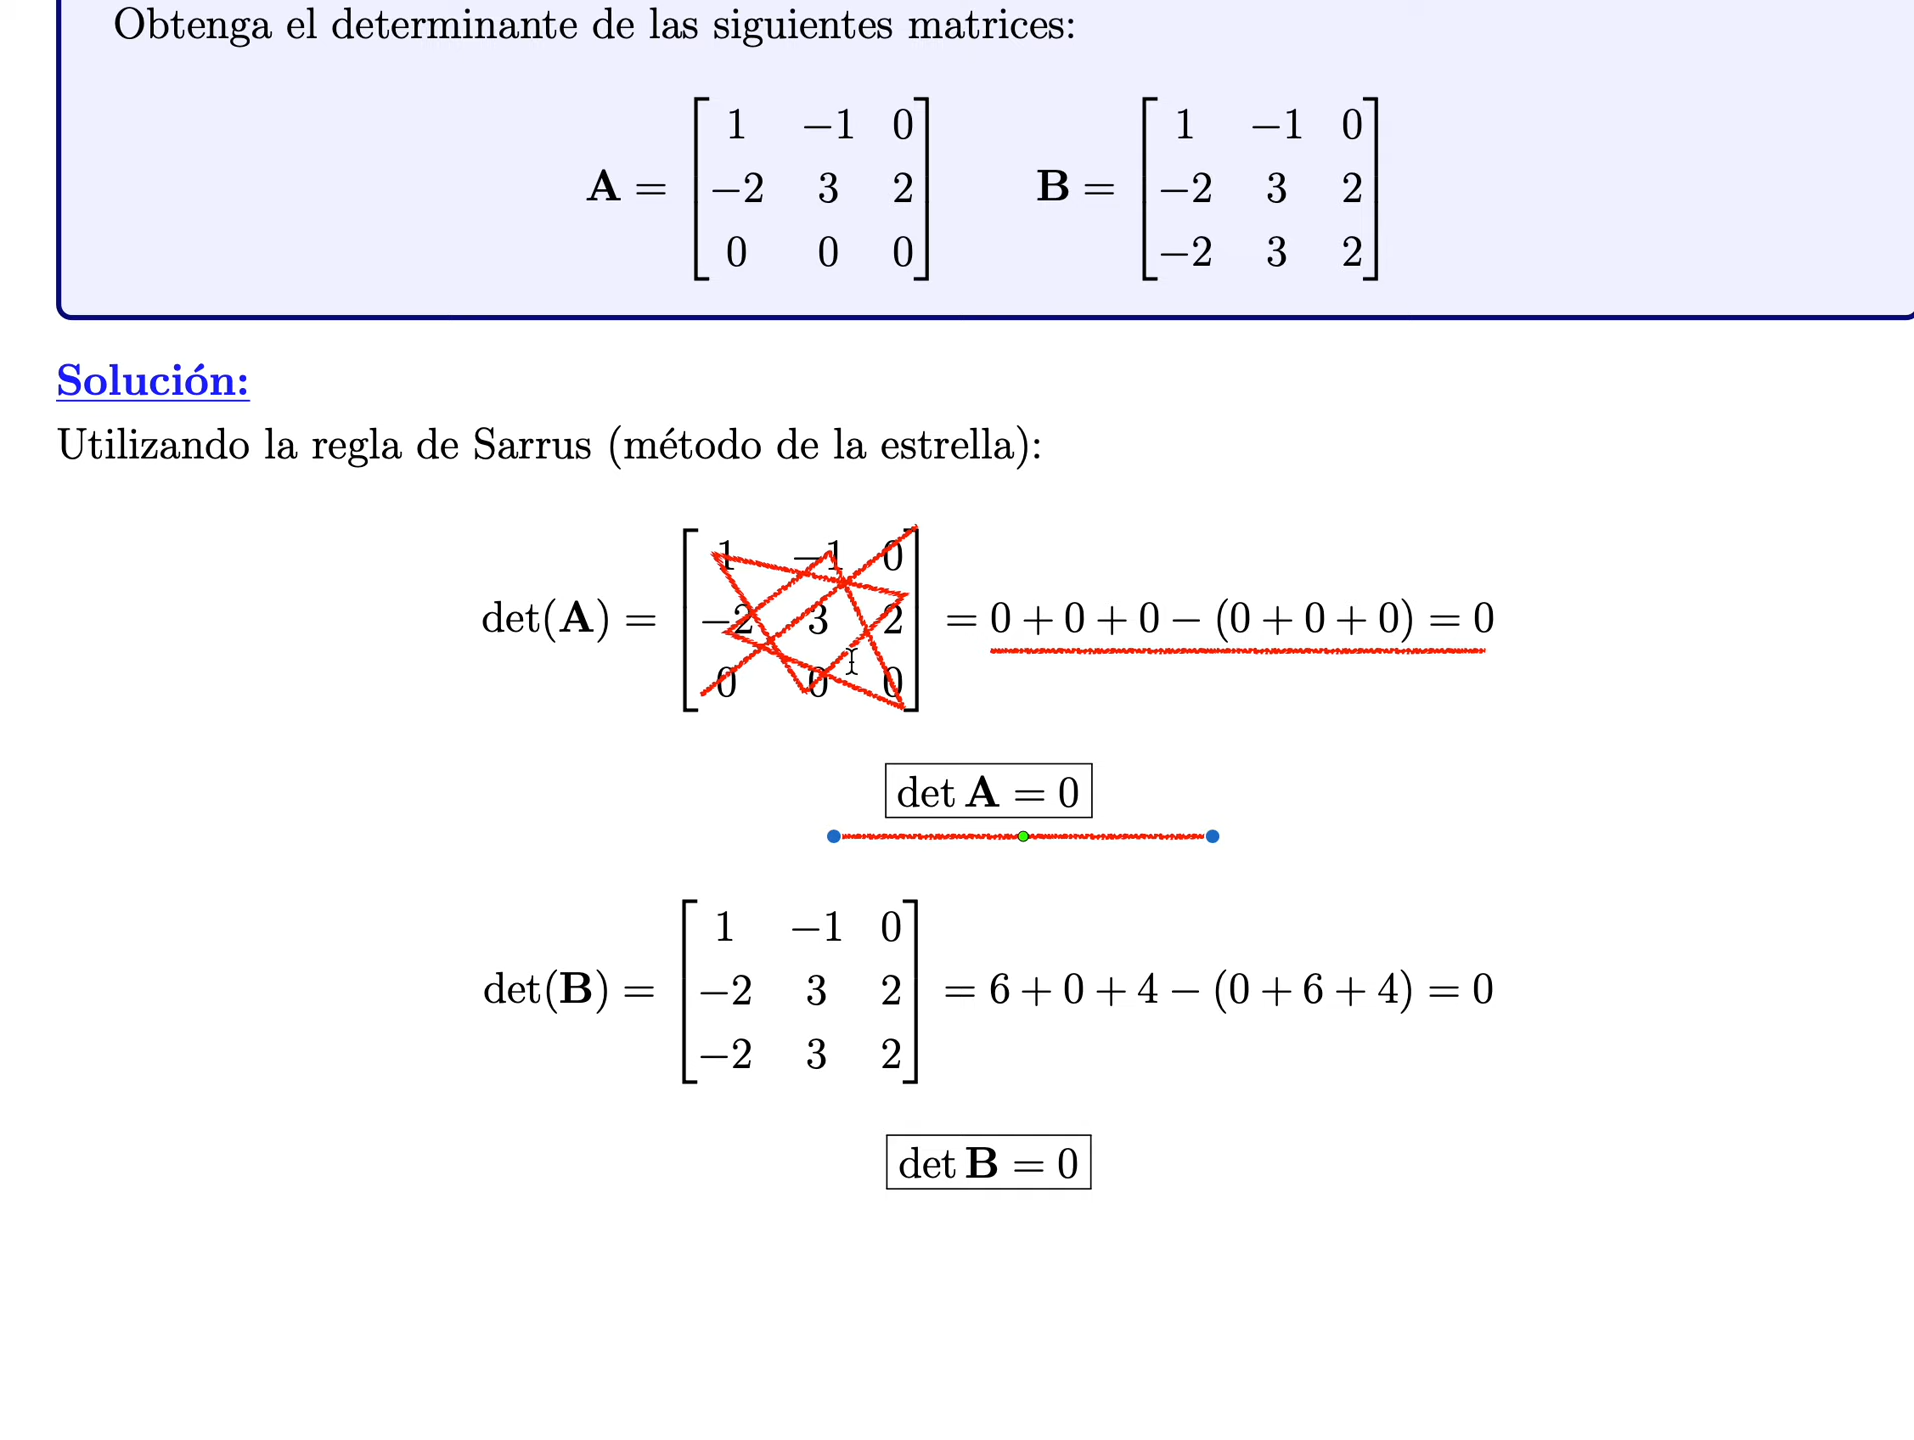 Obtenga el determinante de las siguientes matrices:
A = [1 −1 0; −2 3 2; 0 0 0]   B = [1 −1 0; −2 3 2; −2 3 2]
Solución:
Utilizando la regla de Sarrus (método de la estrella):
det(A) = [1 −1 0; −2 3 2; 0 0 0] = 0 + 0 + 0 − (0 + 0 + 0) = 0
det A = 0
det(B) = [1 −1 0; −2 3 2; −2 3 2] = 6 + 0 + 4 − (0 + 6 + 4) = 0
det B = 0